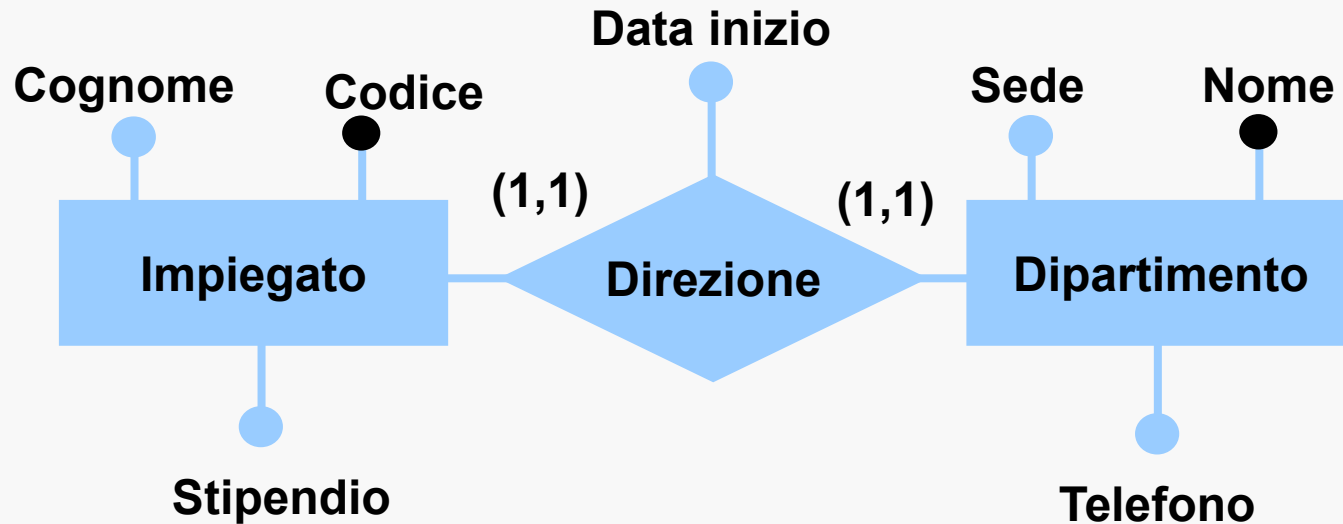 Data inizio
Cognome
Codice
Sede
Nome
(1,1)
(1,1)
Impiegato
Direzione
Dipartimento
Stipendio
Telefono